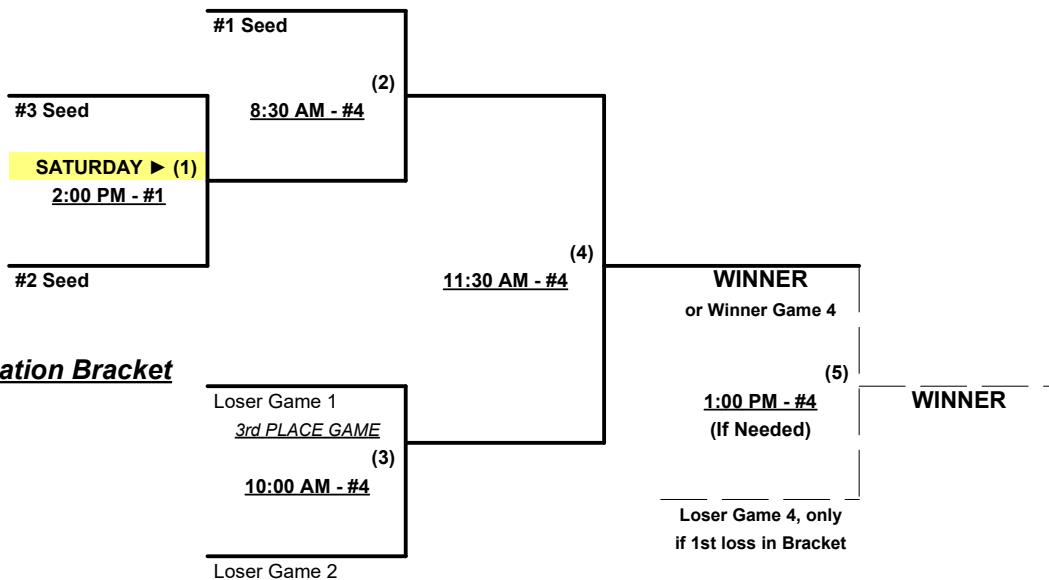 #1 Seed
(2)
8:30 AM - #4
#3 Seed
SATURDAY ► (1)
2:00 PM - #1
#2 Seed
(4)
11:30 AM - #4
WINNER
or Winner Game 4
ation Bracket
Loser Game 1
3rd PLACE GAME
(3)
10:00 AM - #4
Loser Game 2
(5)
1:00 PM - #4
(If Needed)
WINNER
Loser Game 4, only
if 1st loss in Bracket